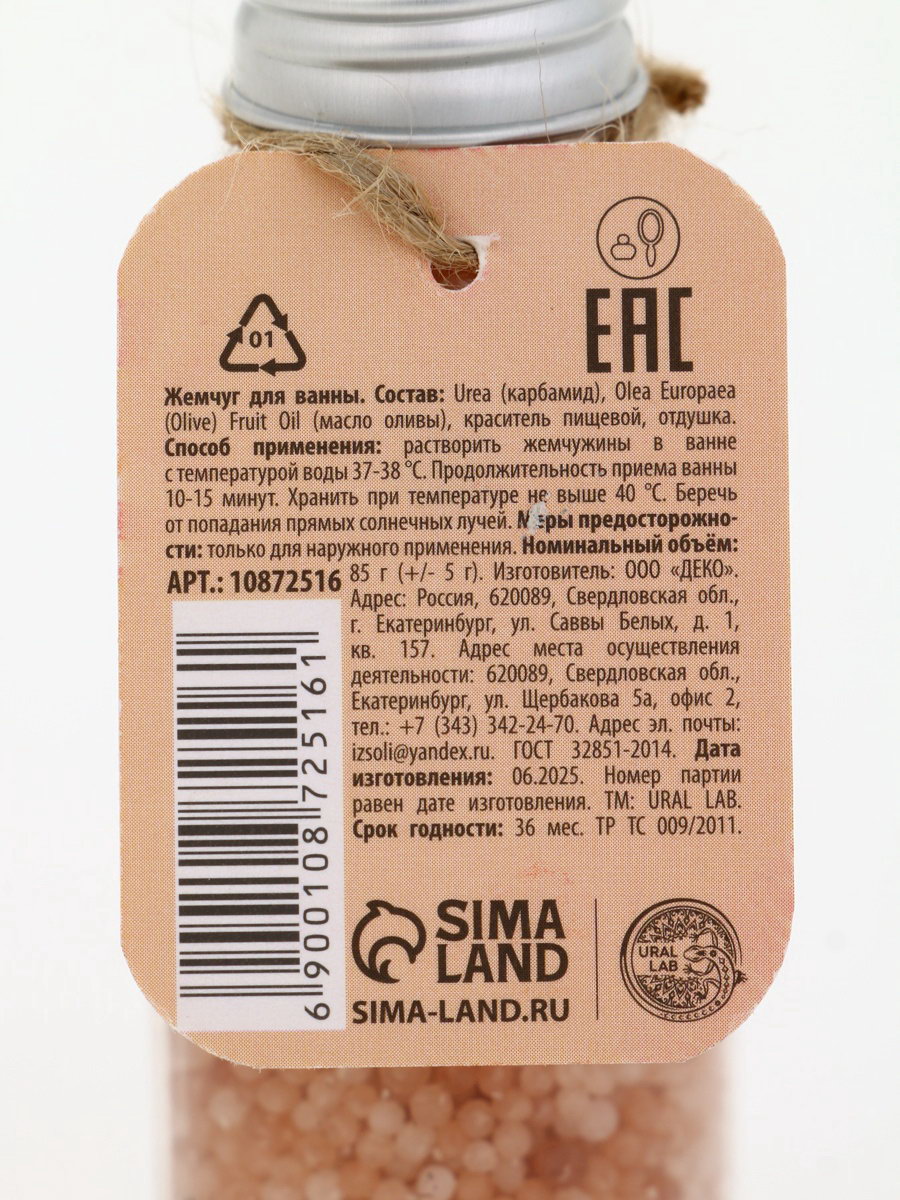 01
ЕАС
Жемчуг для ванны. Состав: Urea (карбамид), Olea Europaea
(Olive) Fruit Oil (масло оливы), краситель пищевой, отдушка.
Способ применения: растворить жемчужины в ванне
с температурой воды 37-38 °С. Продолжительность приема ванны
10-15 минут. Хранить при температуре не выше 40 °С. Беречь
от попадания прямых солнечных лучей. Меры предосторожно-
сти: только для наружного применения. Номинальный объём:
85 г (+/- 5 г). Изготовитель: ООО «ДЕКО».
Адрес: Россия, 620089, Свердловская обл.,
г. Екатеринбург, ул. Саввы Белых, д. 1,
кв. 157. Адрес места осуществления
деятельности: 620089, Свердловская обл.,
Екатеринбург, ул. Щербакова 5а, офис 2,
тел.: +7 (343) 342-24-70. Адрес эл. почты:
izsoli@yandex.ru. ГОСТ 32851-2014. Дата
изготовления: 06.2025. Номер партии
равен дате изготовления. ТМ: URAL LAB.
Срок годности: 36 мес. ТР ТС 009/2011.
АРТ.: 10872516
6900108725161
SIMA
LAND
SIMA-LAND.RU
URAL
LAB